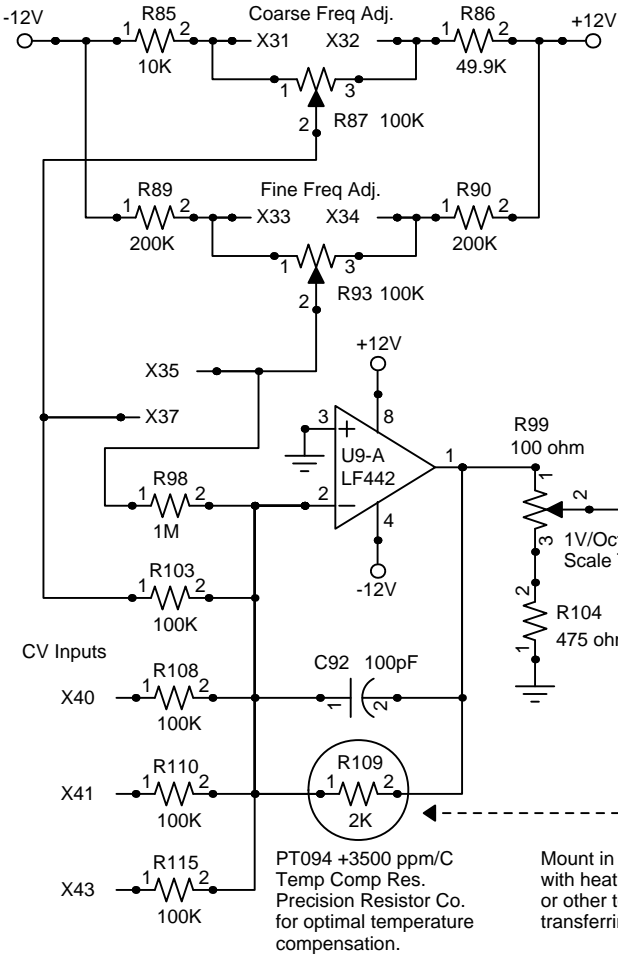 -12V
R85
Coarse Freq Adj.
R86
+12V
1
2
X31
X32
1
2
10K
49.9K
1
3
2
R87 100K
R89
Fine Freq Adj.
R90
1
2
X33
X34
1
2
200K
200K
1
3
2
R93 100K
+12V
X35
X37
3
8
R99
100 ohm
+
U9-A
LF442
1
1
R98
1
2
2
−
2
1M
4
3
1V/Oct
Scale
-12V
R103
1
2
100K
2
R104
475 ohm
1
CV Inputs
C92 100pF
R108
X40
1
2
1
2
100K
R109
R110
X41
1
2
1
2
100K
2K
PT094 +3500 ppm/C
Temp Comp Res.
Precision Resistor Co.
for optimal temperature
compensation.
Mount in
with heat
or other
transferrin
R115
X43
1
2
100K